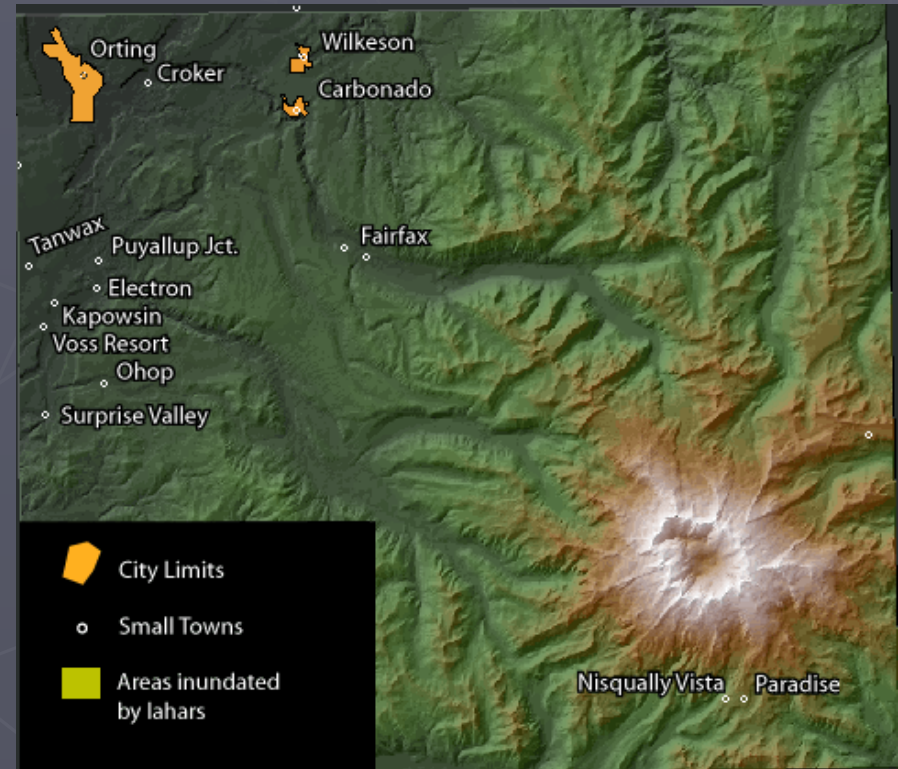 Orting
Wilkeson
Croker
Carbonado
Tanwax
Puyallup Jct.
Fairfax
Electron
Kapowsin
Voss Resort
Ohop
Surprise Valley
City Limits
Small Towns
Areas inundated
by lahars
Nisqually Vista
Paradise